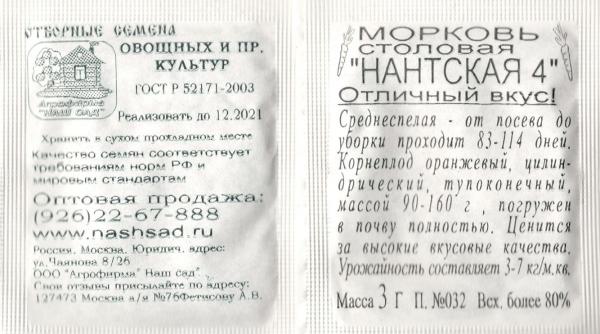 ОТБОРНЫЕ СЕМЕНА
ОВОЩНЫХ И ПР.
КУЛЬТУР
Агрофирма
"НАШ САД"
ГОСТ Р 52171-2003
Реализовать до 12.2021
Хранить в сухом прохладном месте
Качество семян соответствует
требованиям норм РФ и
мировым стандартам
Оптовая продажа:
(926)22-67-888
www.nashsad.ru
Россия, Москва. Юридич. адрес:
ул.Чаянова 8/26
ООО "Агрофирма" Наш сад"
Свои отзывы присылайте по адресу:
127473 Москва а/я №76Фетисову А.В.
МОРКОВЬ
столовая
"НАНТСКАЯ 4"
Отличный вкус!
Среднеспелая - от посева до
уборки проходит 83-114 дней.
Корнеплод оранжевый, цилин-
дрический, тупоконечный,
массой 90-160 г , погружен
в почву полностью. Ценится
за высокие вкусовые качества.
Урожайность составляет 3-7 кг/м.кв.
Масса 3 Г П. №032 Всх. более 80%